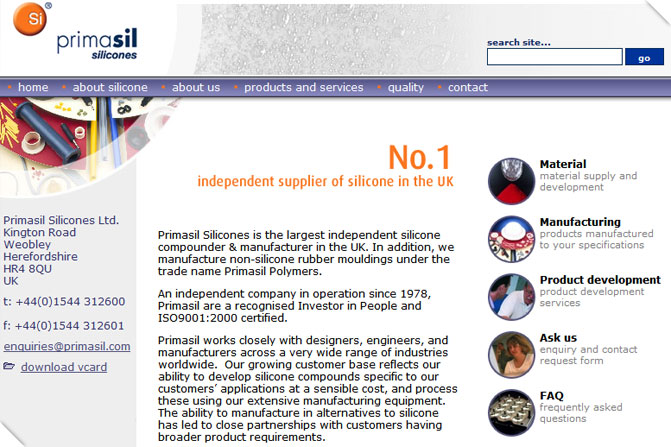 Si®
primasil
silicones
search site...
go
home
about silicone
about us
products and services
quality
contact
No.1
independent supplier of silicone in the UK
Primasil Silicones Ltd.
Kington Road
Weobley
Herefordshire
HR4 8QU
UK
t: +44(0)1544 312600
f: +44(0)1544 312601
enquiries@primasil.com
download vcard
Primasil Silicones is the largest independent silicone
compounder & manufacturer in the UK. In addition, we
manufacture non-silicone rubber mouldings under the
trade name Primasil Polymers.
An independent company in operation since 1978,
Primasil are a recognised Investor in People and
ISO9001:2000 certified.
Primasil works closely with designers, engineers, and
manufacturers across a very wide range of industries
worldwide. Our growing customer base reflects our
ability to develop silicone compounds specific to our
customers' applications at a sensible cost, and process
these using our extensive manufacturing equipment.
The ability to manufacture in alternatives to silicone
has led to close partnerships with customers having
broader product requirements.
Material
material supply and
development
Manufacturing
products manufactured
to your specifications
Product development
product development
services
Ask us
enquiry and contact
request form
FAQ
frequently asked
questions